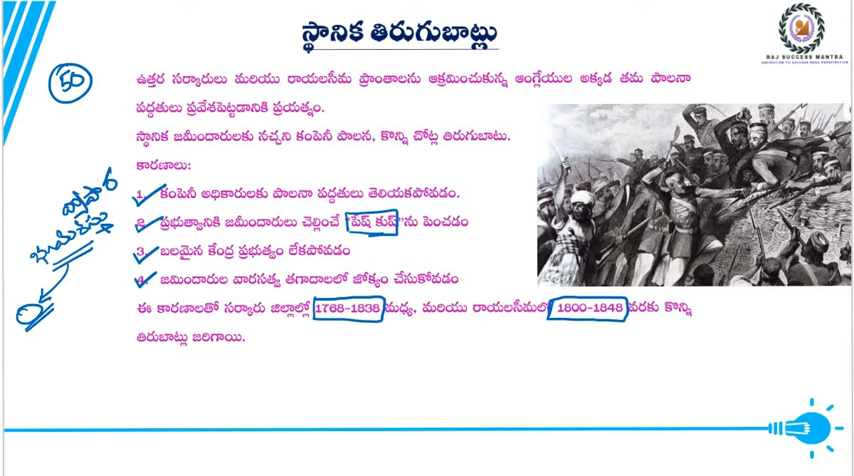 స్థానిక తిరుగుబాట్లు
RAJ SUCCESS MANTRA
50
ఉత్తర సర్కారులు మరియు రాయలసీమ ప్రాంతాలను ఆక్రమించుకున్న ఆంగ్లేయుల అక్కడ తమ పాలనా
పద్దతులు ప్రవేశపెట్టడానికి ప్రయత్నం.
స్థానిక జమీందారులకు నచ్చని కంపెనీ పాలన, కొన్ని చోట్ల తిరుగుబాటు.
కారణాలు:
1. కంపెనీ అధికారులకు పాలనా పద్దతులు తెలియకపోవడం.
2. ప్రభుత్వానికి జమీందారులు చెల్లించే "పేష్ కుష్"ను పెంచడం
3. బలమైన కేంద్ర ప్రభుత్వం లేకపోవడం
4. జమిందారుల వారసత్వ తగాదాలలో జోక్యం చేసుకోవడం
ఈ కారణాలతో సర్కారు జిల్లాల్లో 1768-1838 మధ్య, మరియు రాయలసీమలో 1800-1848 వరకు కొన్ని
తిరుబాట్లు జరిగాయి.